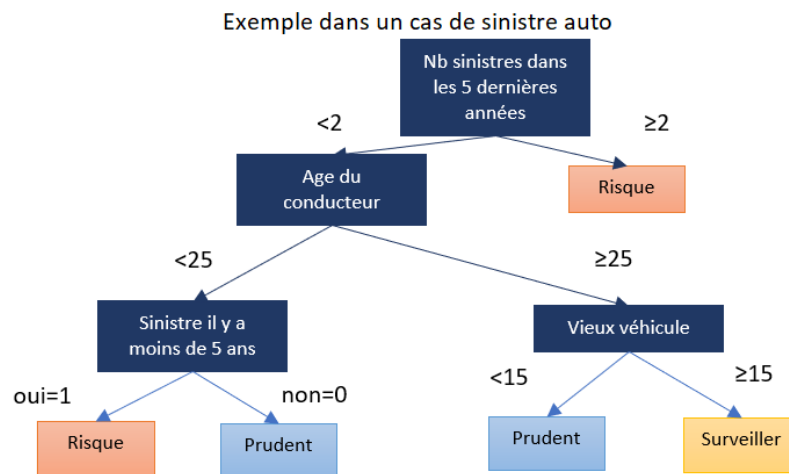 Exemple dans un cas de sinistre auto
Nb sinistres dans
les 5 dernières
années
<2
≥2
Age du
conducteur
Risque
<25
≥25
Sinistre il y a
moins de 5 ans
Vieux véhicule
oui=1
non=0
<15
≥15
Risque
Prudent
Prudent
Surveiller